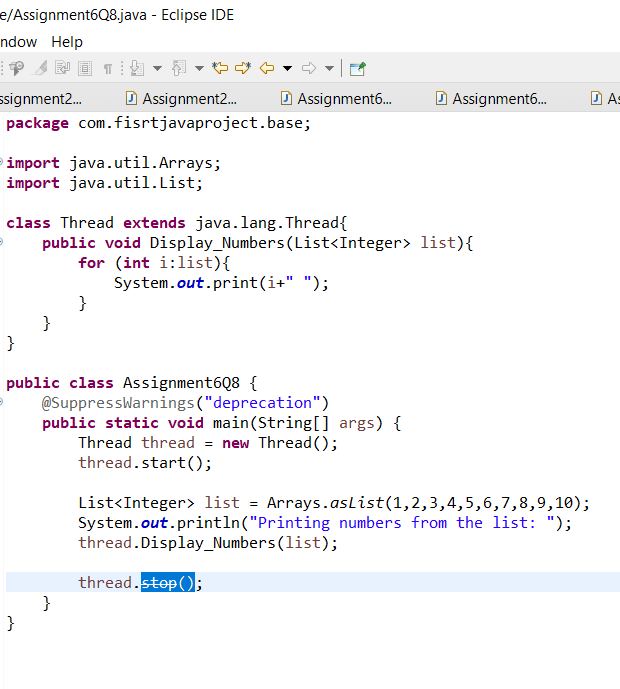 e/Assignment6Q8.java - Eclipse IDE
ndow Help
ssignment2... Assignment2... Assignment6... Assignment6... As
package com.fisrtjavaproject.base;
import java.util.Arrays;
import java.util.List;
class Thread extends java.lang.Thread{
public void Display_Numbers(List<Integer> list){
for (int i:list){
System.out.print(i+" ");
}
}
}
public class Assignment6Q8 {
@SuppressWarnings("deprecation")
public static void main(String[] args) {
Thread thread = new Thread();
thread.start();
List<Integer> list = Arrays.asList(1,2,3,4,5,6,7,8,9,10);
System.out.println("Printing numbers from the list: ");
thread.Display_Numbers(list);
thread.stop();
}
}